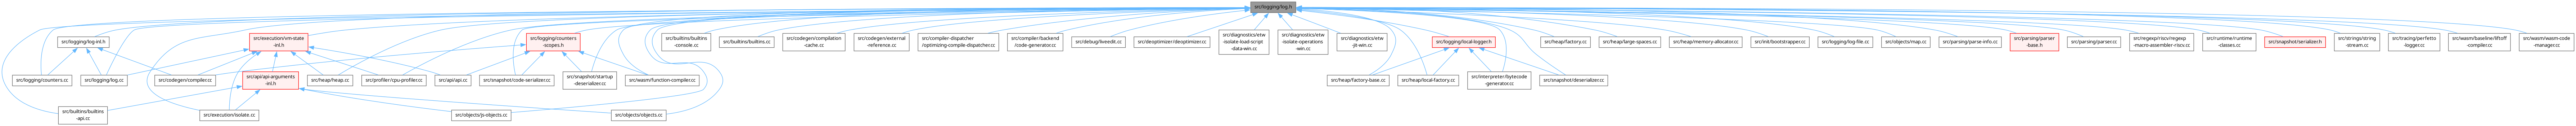 src/logging/log.h
src/logging/log-inl.h
src/execution/vm-state
-inl.h
src/logging/counters
-scopes.h
src/builtins/builtins
-console.cc
src/builtins/builtins.cc
src/codegen/compilation
-cache.cc
src/codegen/external
-reference.cc
src/compiler-dispatcher
/optimizing-compile-dispatcher.cc
src/compiler/backend
/code-generator.cc
src/debug/liveedit.cc
src/deoptimizer/deoptimizer.cc
src/diagnostics/etw
-isolate-load-script
-data-win.cc
src/diagnostics/etw
-isolate-operations
-win.cc
src/diagnostics/etw
-jit-win.cc
src/logging/local-logger.h
src/heap/factory.cc
src/heap/large-spaces.cc
src/heap/memory-allocator.cc
src/init/bootstrapper.cc
src/logging/log-file.cc
src/objects/map.cc
src/parsing/parse-info.cc
src/parsing/parser
-base.h
src/parsing/parser.cc
src/regexp/riscv/regexp
-macro-assembler-riscv.cc
src/runtime/runtime
-classes.cc
src/snapshot/serializer.h
src/strings/string
-stream.cc
src/tracing/perfetto
-logger.cc
src/wasm/baseline/liftoff
-compiler.cc
src/wasm/wasm-code
-manager.cc
src/logging/counters.cc
src/logging/log.cc
src/codegen/compiler.cc
src/api/api-arguments
-inl.h
src/heap/heap.cc
src/profiler/cpu-profiler.cc
src/api/api.cc
src/snapshot/code-serializer.cc
src/snapshot/startup
-deserializer.cc
src/wasm/function-compiler.cc
src/heap/factory-base.cc
src/heap/local-factory.cc
src/interpreter/bytecode
-generator.cc
src/snapshot/deserializer.cc
src/builtins/builtins
-api.cc
src/execution/isolate.cc
src/objects/js-objects.cc
src/objects/objects.cc